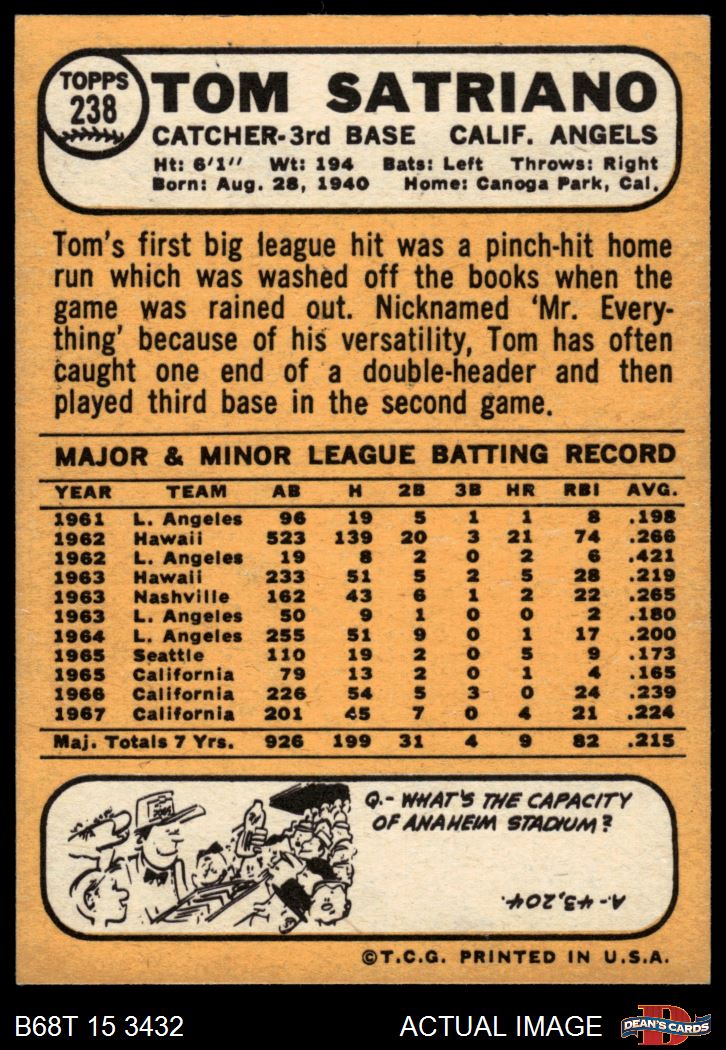 TOPPS
238
TOM SATRIANO
CATCHER-3rd BASE CALIF. ANGELS
Ht: 6'1" Wt: 194 Bats: Left Throws: Right
Born: Aug. 28, 1940 Home: Canoga Park, Cal.
Tom's first big league hit was a pinch-hit home
run which was washed off the books when the
game was rained out. Nicknamed 'Mr. Every-
thing' because of his versatility, Tom has often
caught one end of a double-header and then
played third base in the second game.
MAJOR & MINOR LEAGUE BATTING RECORD
YEAR TEAM AB H 2B 3B HR RBI AVG.
1961 L. Angeles 96 19 5 1 1 8 .198
1962 Hawaii 523 139 20 3 21 74 .266
1962 L. Angeles 19 8 2 0 2 6 .421
1963 Hawaii 233 51 5 2 5 28 .219
1963 Nashville 162 43 6 1 2 22 .265
1963 L. Angeles 50 9 1 0 0 2 .180
1964 L. Angeles 255 51 9 0 1 17 .200
1965 Seattle 110 19 2 0 5 9 .173
1965 California 79 13 2 0 1 4 .165
1966 California 226 54 5 3 0 24 .239
1967 California 201 45 7 0 4 21 .224
Maj. Totals 7 Yrs. 926 199 31 4 9 82 .215
Q.- WHAT'S THE CAPACITY
OF ANAHEIM STADIUM?
A.- 43,204.
©T.C.G. PRINTED IN U.S.A.
B68T 15 3432 ACTUAL IMAGE
D
DEAN'S CARDS